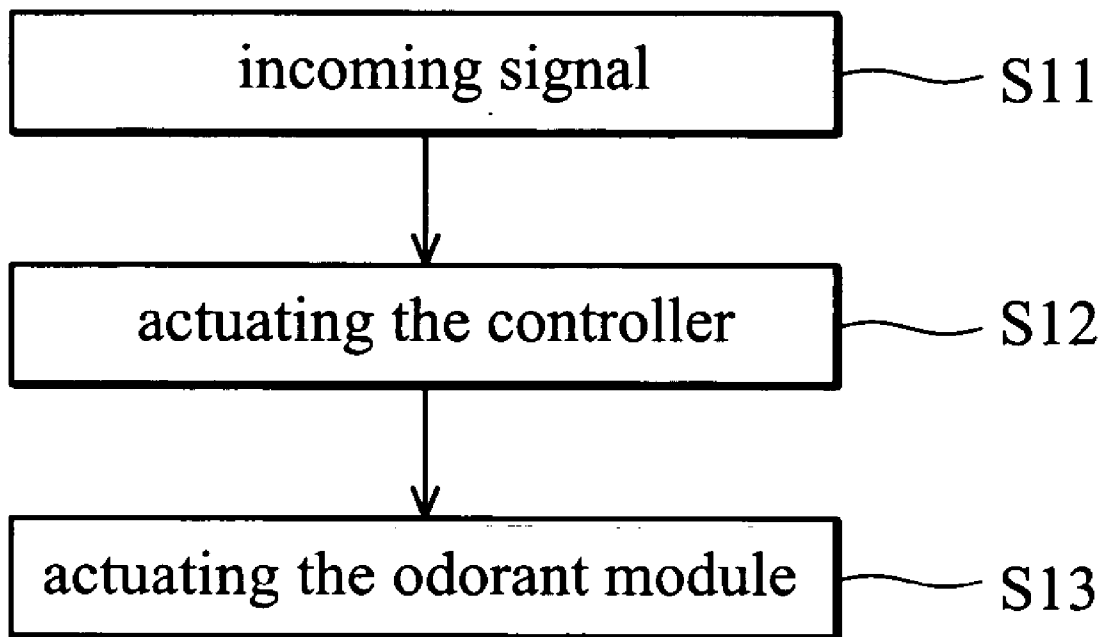 incoming signal
S11
actuating the controller
S12
actuating the odorant module
S13